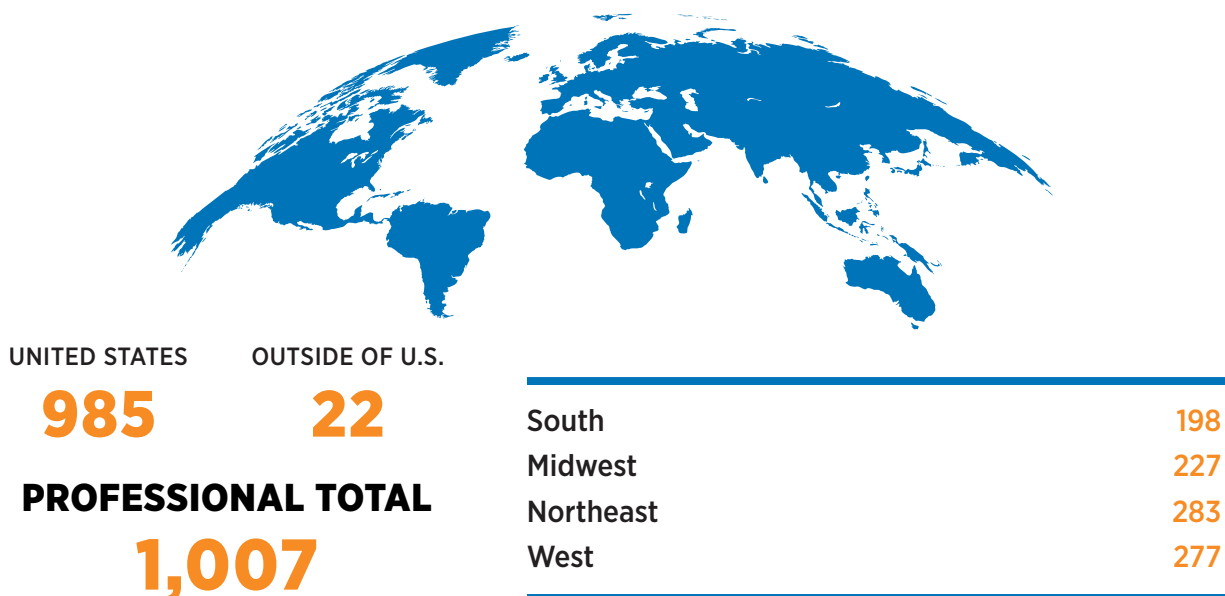 UNITED STATES OUTSIDE OF U.S.
985 22
PROFESSIONAL TOTAL
1,007
South 198
Midwest 227
Northeast 283
West 277